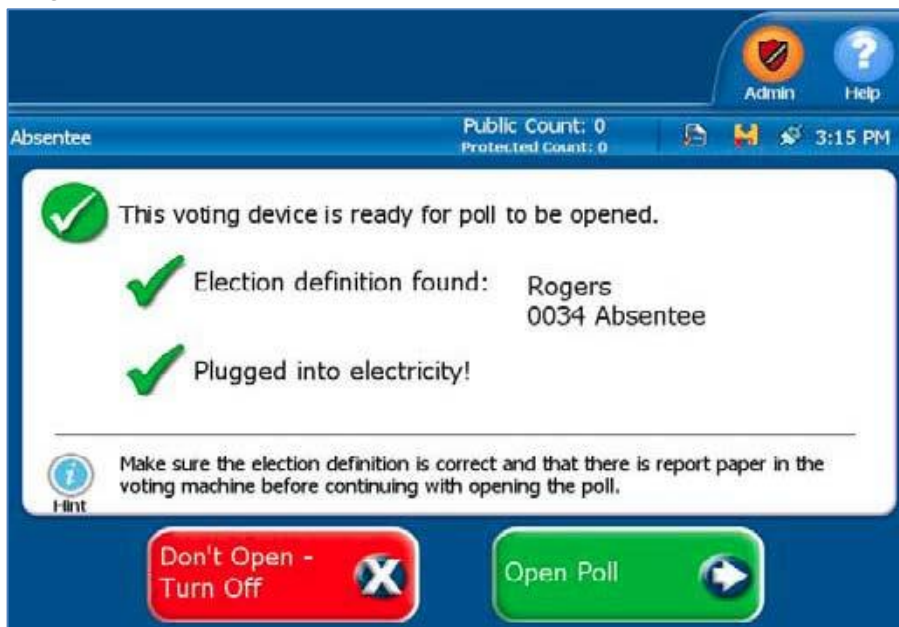 Admin
Help
Absentee
Public Count: 0
Protected Count: 0
3:15 PM
This voting device is ready for poll to be opened.
Election definition found:
Rogers
0034 Absentee
Plugged into electricity!
Hint
Make sure the election definition is correct and that there is report paper in the
voting machine before continuing with opening the poll.
Don't Open -
Turn Off
Open Poll